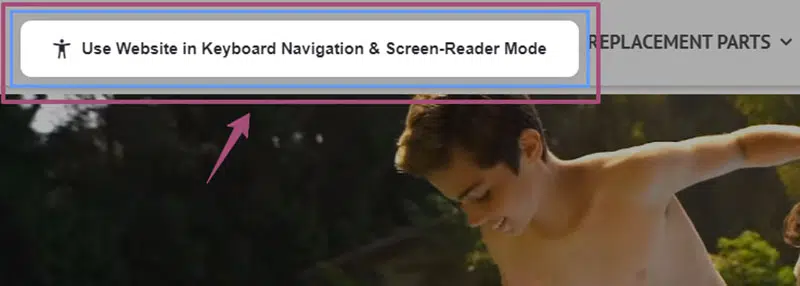 Use Website in Keyboard Navigation & Screen-Reader Mode
REPLACEMENT PARTS